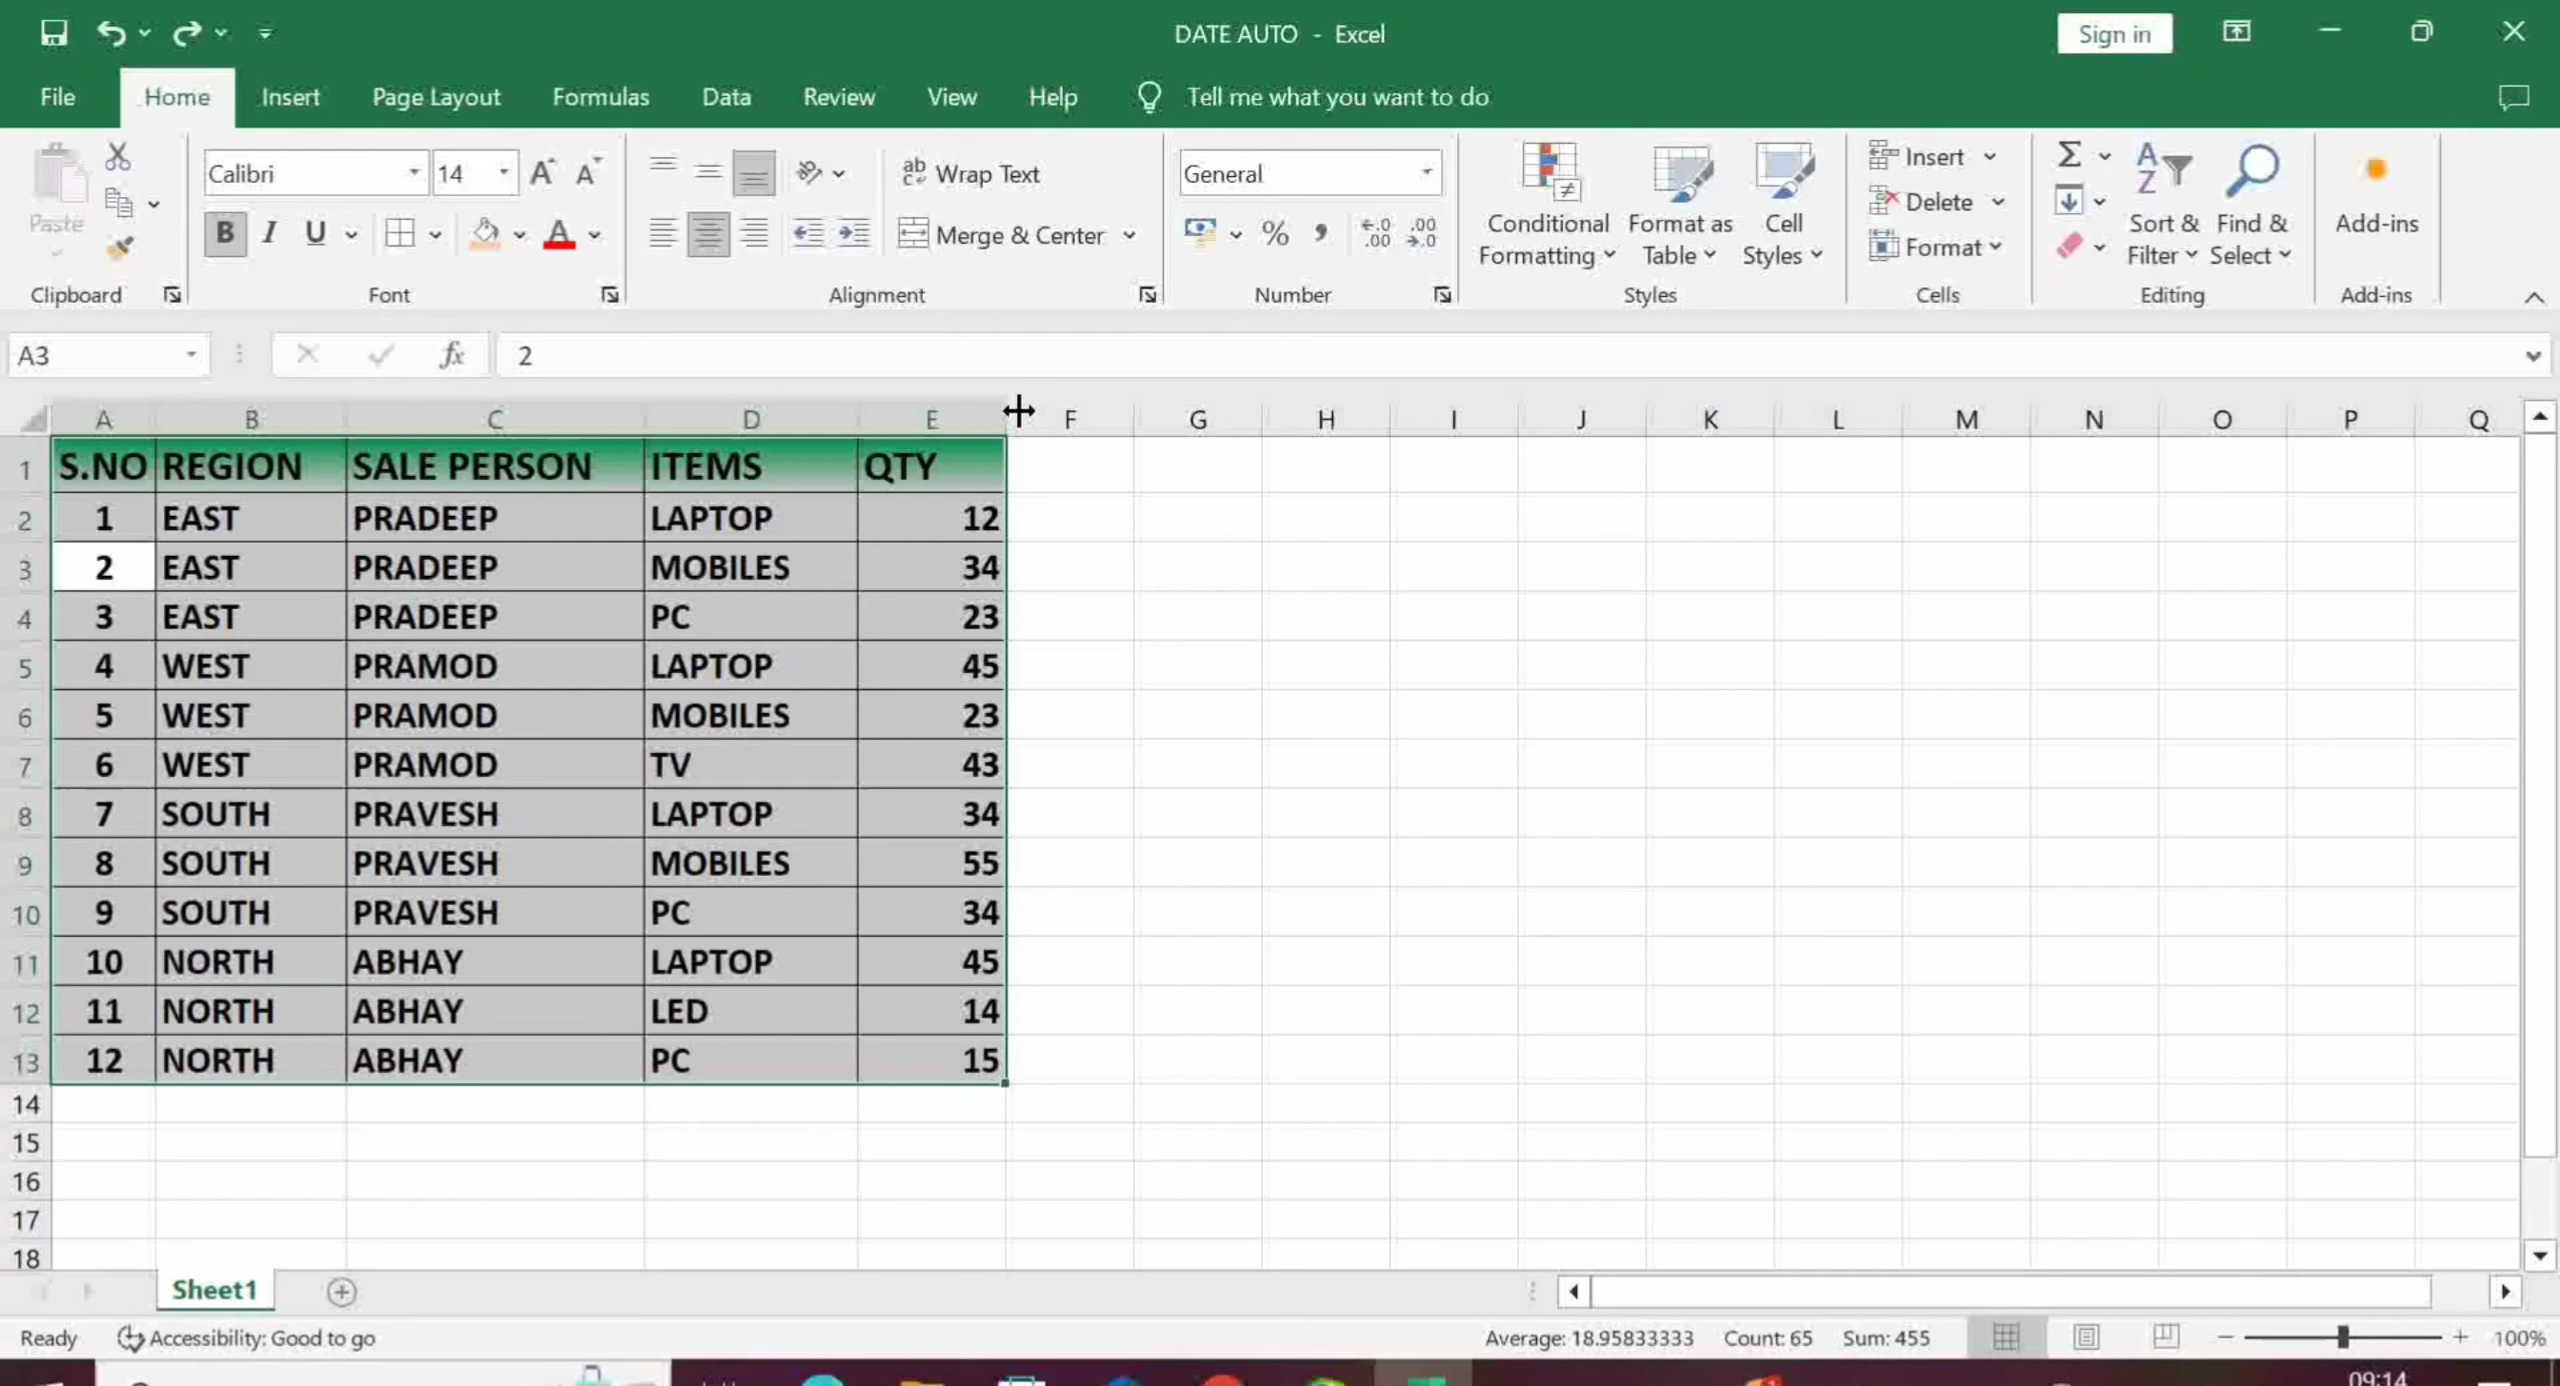 DATE AUTO - Excel
Sign in
File Home Insert Page Layout Formulas Data Review View Help Tell me what you want to do
Paste
Clipboard
Calibri 14
B I U A
Font
ab Wrap Text
Merge & Center
Alignment
General
% ,
Number
Conditional Formatting
Format as Table
Cell Styles
Styles
Insert
Delete
Format
Cells
Sort & Filter
Find & Select
Editing
Add-ins
Add-ins
A3 fx 2
A B C D E F G H I J K L M N O P Q
1 S.NO REGION SALE PERSON ITEMS QTY
2 1 EAST PRADEEP LAPTOP 12
3 2 EAST PRADEEP MOBILES 34
4 3 EAST PRADEEP PC 23
5 4 WEST PRAMOD LAPTOP 45
6 5 WEST PRAMOD MOBILES 23
7 6 WEST PRAMOD TV 43
8 7 SOUTH PRAVESH LAPTOP 34
9 8 SOUTH PRAVESH MOBILES 55
10 9 SOUTH PRAVESH PC 34
11 10 NORTH ABHAY LAPTOP 45
12 11 NORTH ABHAY LED 14
13 12 NORTH ABHAY PC 15
14
15
16
17
18
Sheet1
Ready Accessibility: Good to go Average: 18.95833333 Count: 65 Sum: 455 100%
09:14